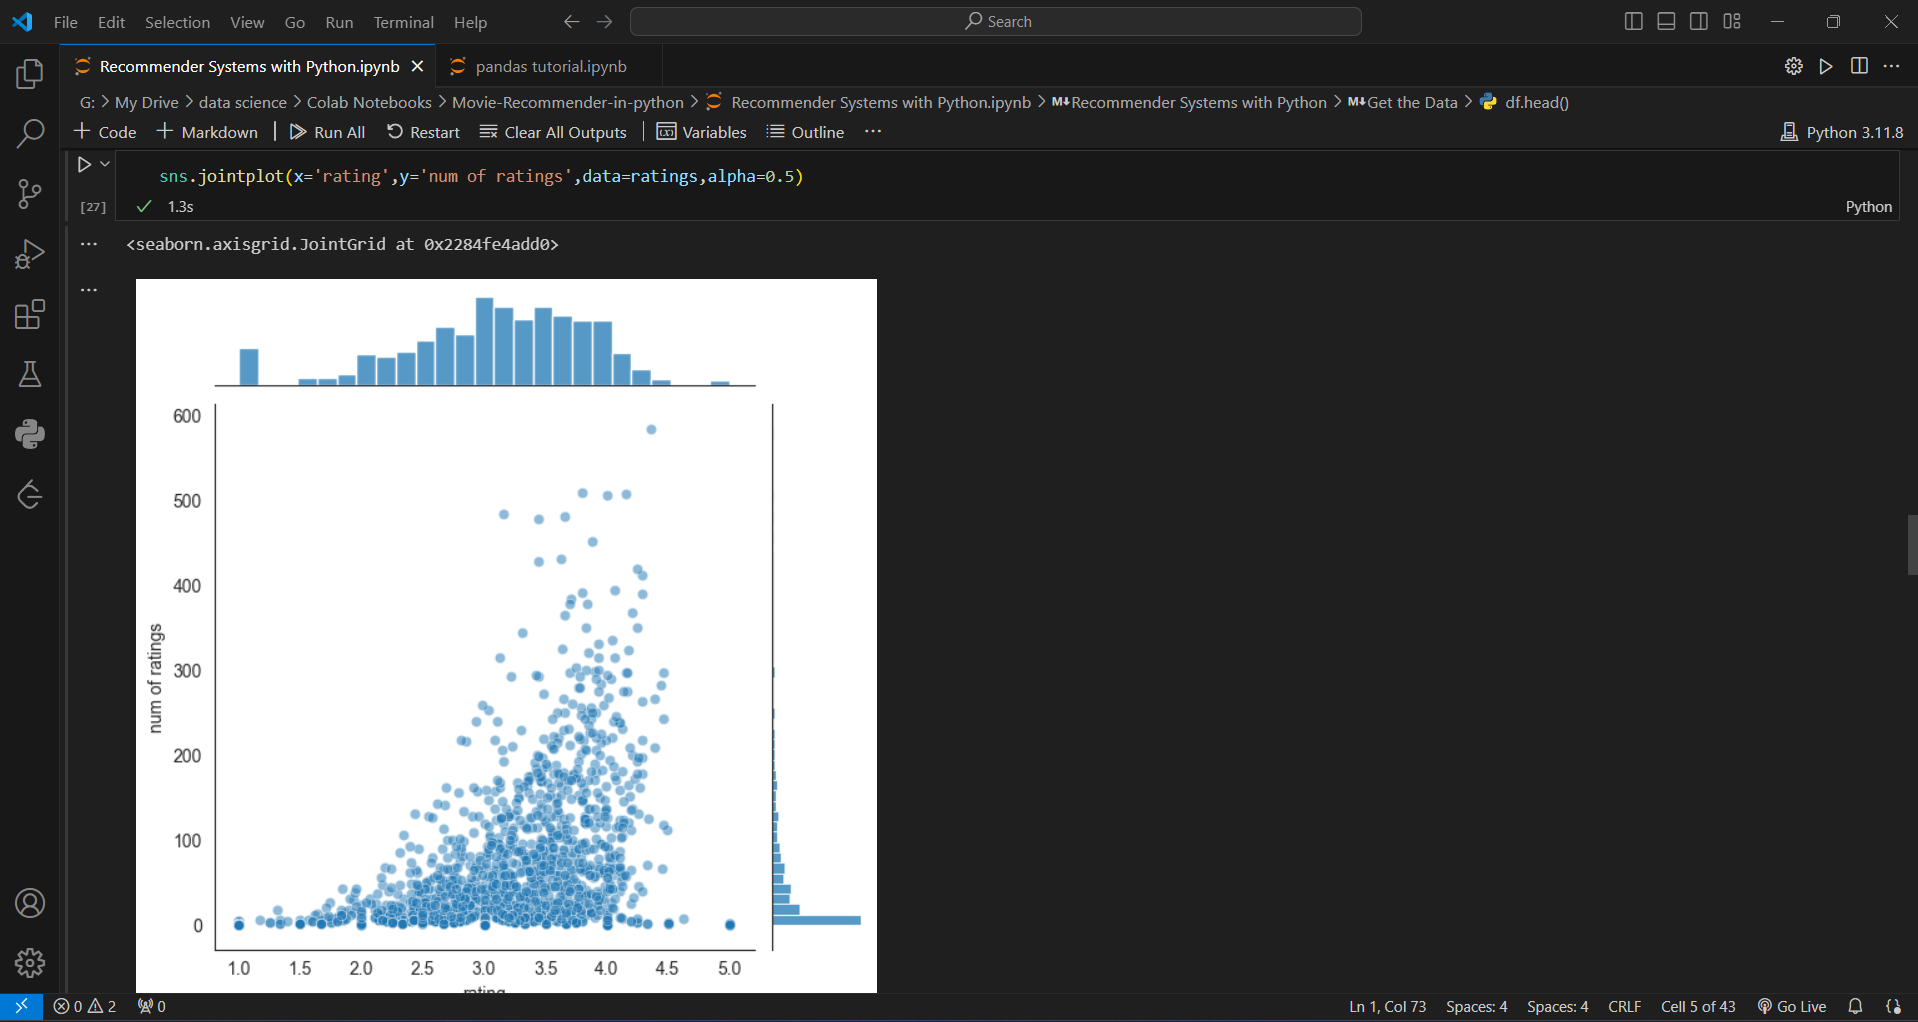 File Edit Selection View Go Run Terminal Help Search
Recommender Systems with Python.ipynb pandas tutorial.ipynb
G: > My Drive > data science > Colab Notebooks > Movie-Recommender-in-python > Recommender Systems with Python.ipynb > M↓Recommender Systems with Python > M↓Get the Data > df.head()
+ Code + Markdown | Run All Restart Clear All Outputs | Variables Outline ... Python 3.11.8
sns.jointplot(x='rating',y='num of ratings',data=ratings,alpha=0.5)
[27] ✓ 1.3s Python
... <seaborn.axisgrid.JointGrid at 0x2284fe4add0>
...
600
500
400
300
200
100
0
num of ratings
1.0 1.5 2.0 2.5 3.0 3.5 4.0 4.5 5.0
rating
0 2 0 Ln 1, Col 73 Spaces: 4 Spaces: 4 CRLF Cell 5 of 43 Go Live